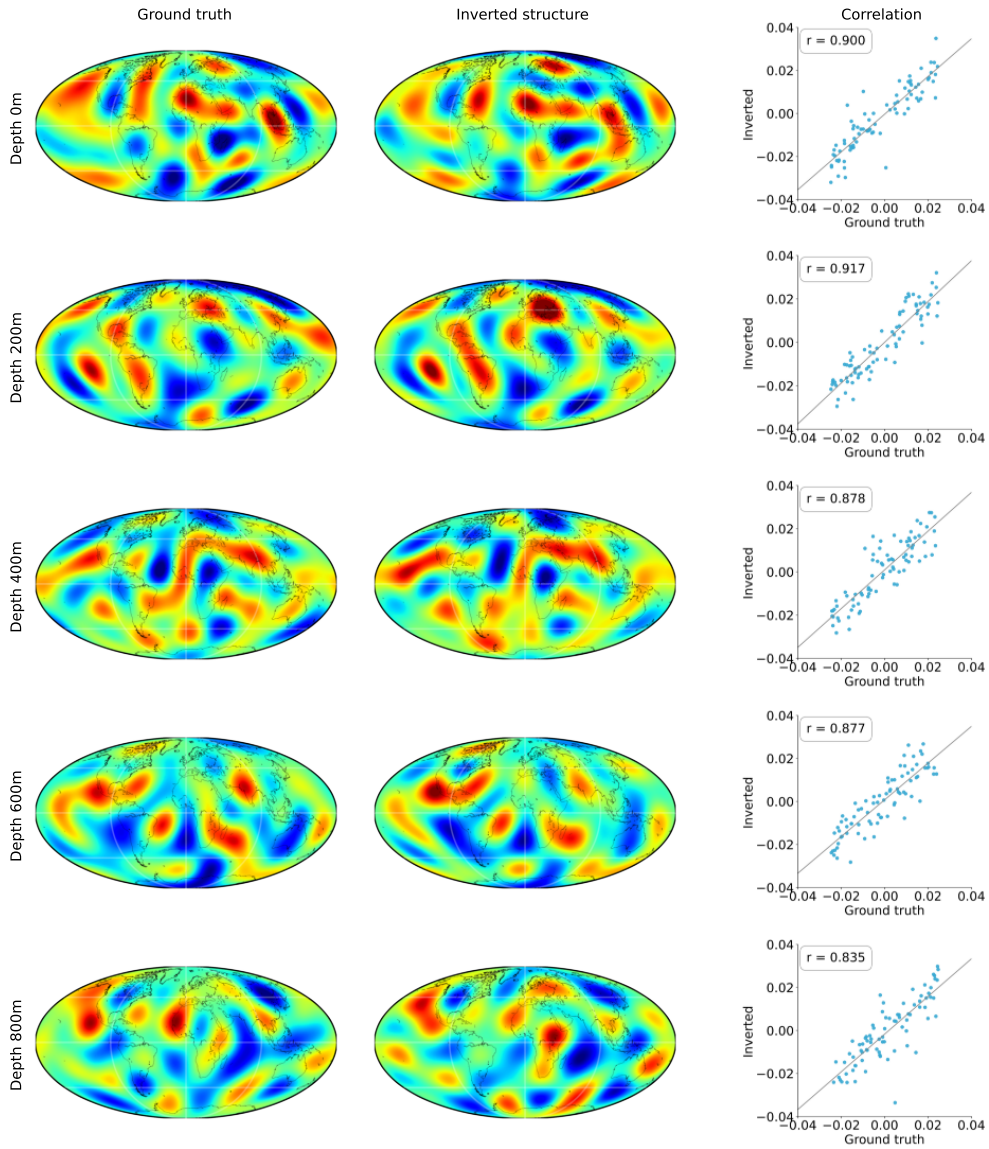 Ground truth Inverted structure Correlation
Depth 0m
r = 0.900
0.04
0.02
0.00
−0.02
−0.04
Inverted
−0.04 −0.02 0.00 0.02 0.04
Ground truth
Depth 200m
r = 0.917
0.04
0.02
0.00
−0.02
−0.04
Inverted
−0.04 −0.02 0.00 0.02 0.04
Ground truth
Depth 400m
r = 0.878
0.04
0.02
0.00
−0.02
−0.04
Inverted
−0.04 −0.02 0.00 0.02 0.04
Ground truth
Depth 600m
r = 0.877
0.04
0.02
0.00
−0.02
−0.04
Inverted
−0.04 −0.02 0.00 0.02 0.04
Ground truth
Depth 800m
r = 0.835
0.04
0.02
0.00
−0.02
−0.04
Inverted
−0.04 −0.02 0.00 0.02 0.04
Ground truth